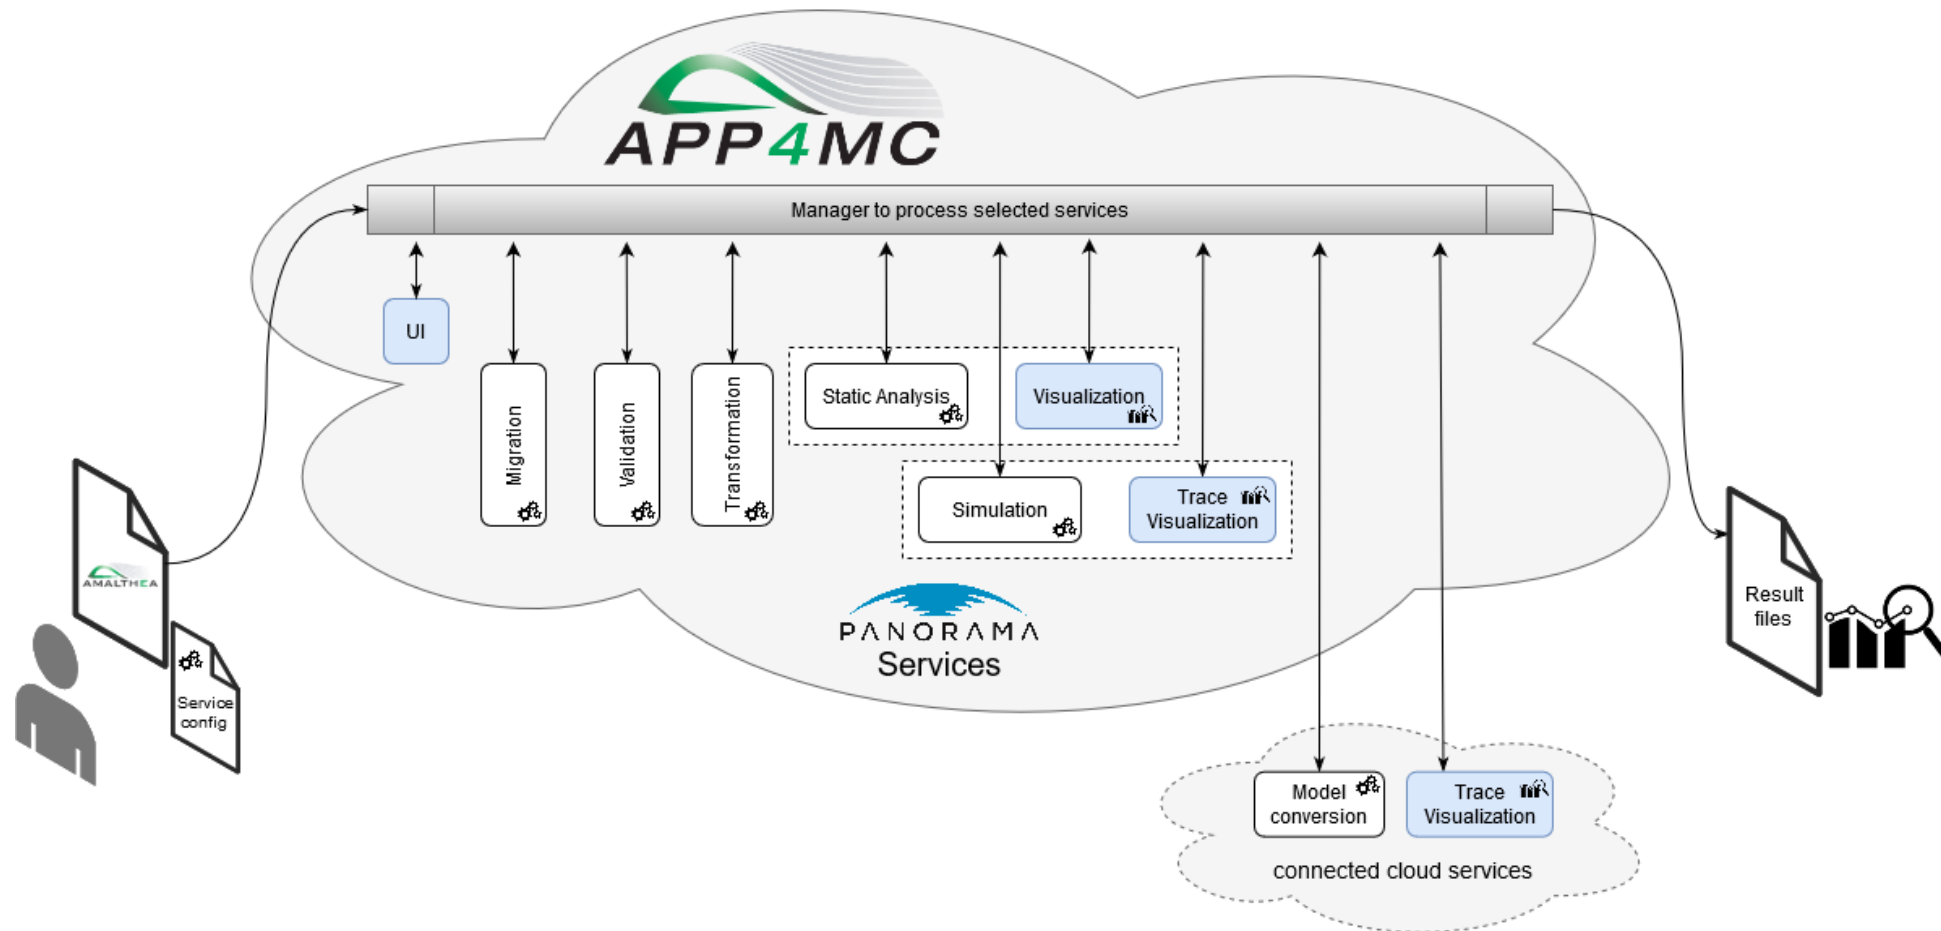 APP4MC
Manager to process selected services
UI
Migration
Validation
Transformation
Static Analysis
Visualization
Simulation
Trace
Visualization
AMALTHEA
Service
config
PANORAMA
Services
Result
files
Model
conversion
Trace
Visualization
connected cloud services